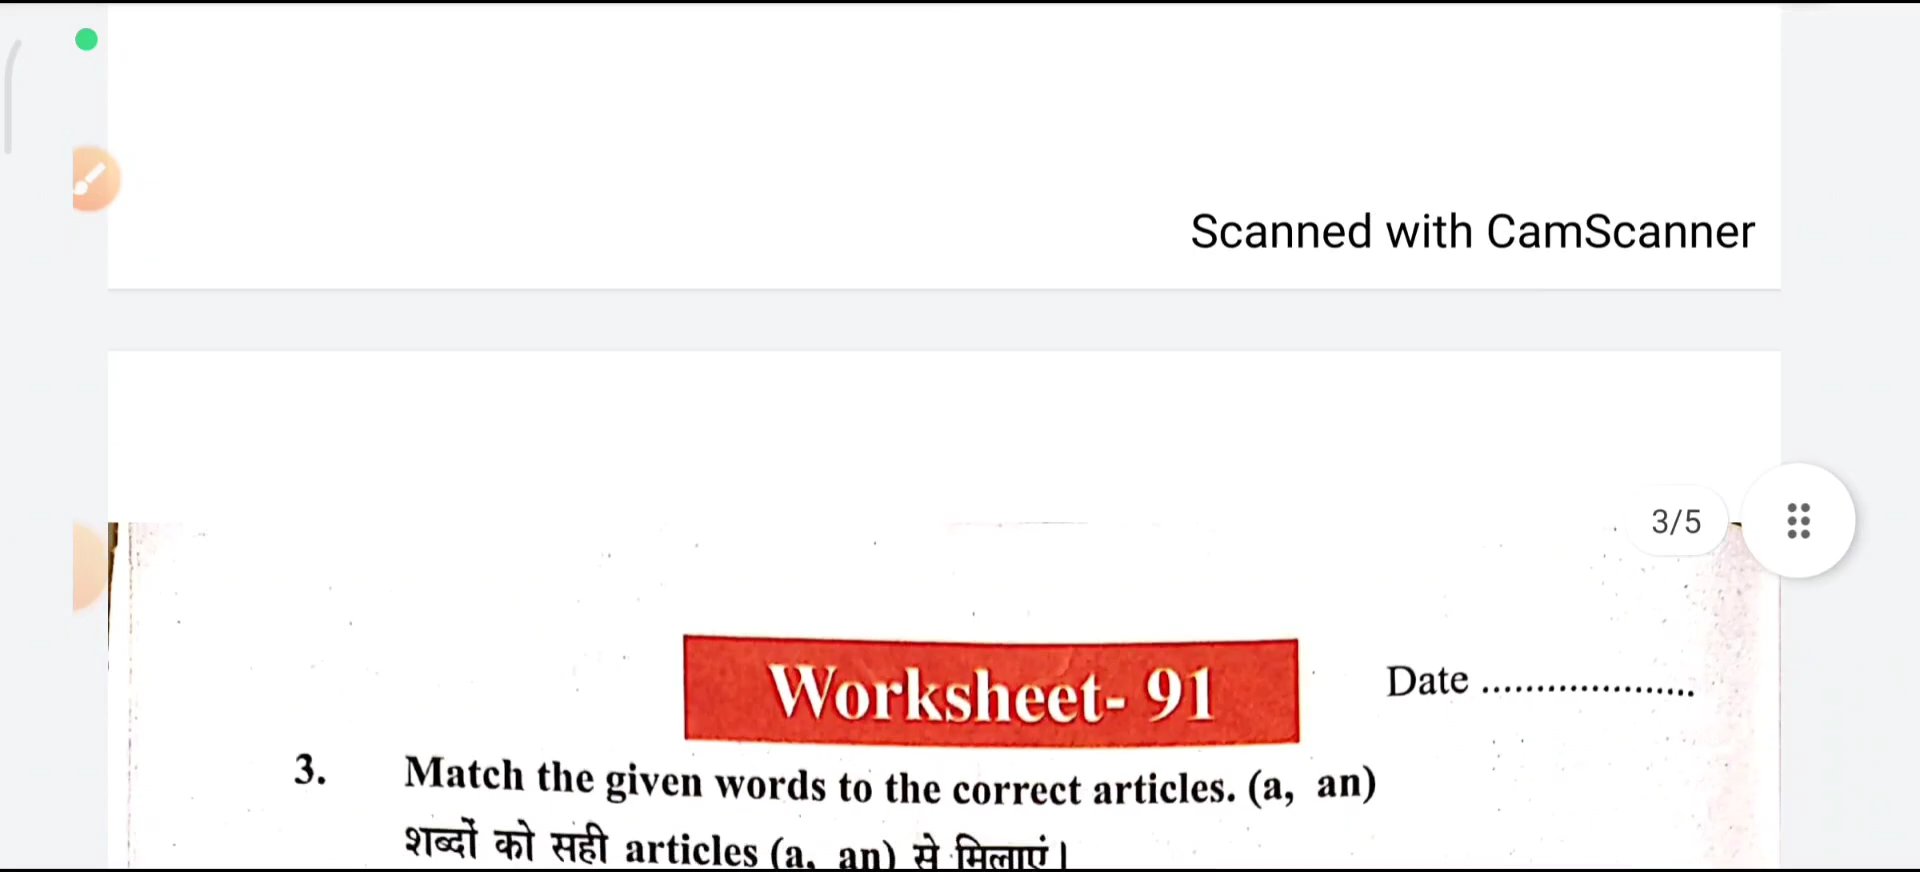 Scanned with CamScanner
3/5
Worksheet- 91
Date ....................
3. Match the given words to the correct articles. (a, an)
शब्दों को सही articles (a, an) से मिलाएं।